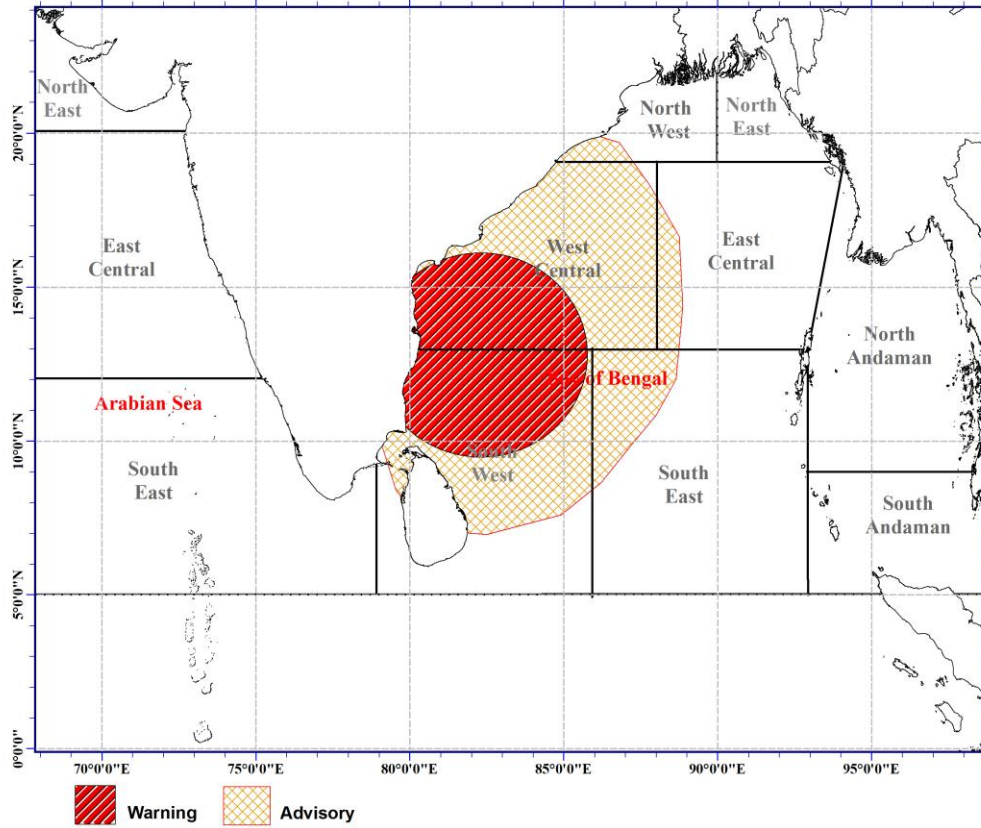 North
East
North
West
North
East
20°0'0"N
East
Central
West
Central
East
Central
15°0'0"N
North
Andaman
Arabian Sea
Bay of Bengal
10°0'0"N
South
East
South
West
South
East
South
Andaman
5°0'0"N
0°0'0"
70°0'0"E
75°0'0"E
80°0'0"E
85°0'0"E
90°0'0"E
95°0'0"E
Warning
Advisory